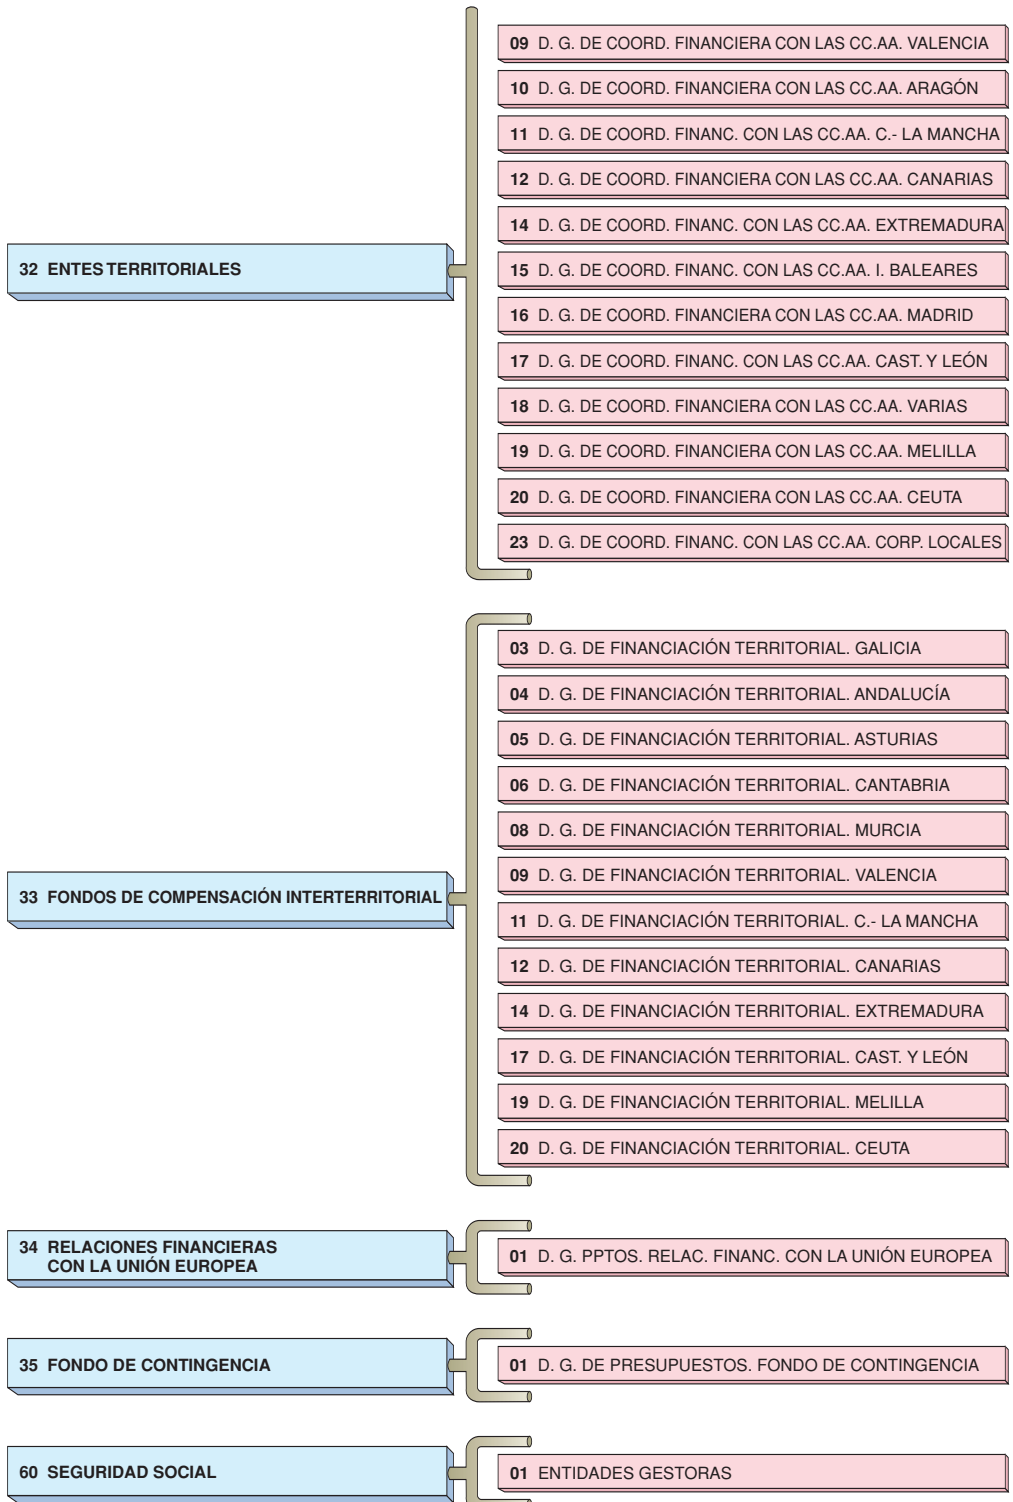 09 D. G. DE COORD. FINANCIERA CON LAS CC.AA. VALENCIA
10 D. G. DE COORD. FINANCIERA CON LAS CC.AA. ARAGÓN
11 D. G. DE COORD. FINANC. CON LAS CC.AA. C.- LA MANCHA
12 D. G. DE COORD. FINANCIERA CON LAS CC.AA. CANARIAS
14 D. G. DE COORD. FINANC. CON LAS CC.AA. EXTREMADURA
32 ENTES TERRITORIALES
15 D. G. DE COORD. FINANC. CON LAS CC.AA. I. BALEARES
16 D. G. DE COORD. FINANCIERA CON LAS CC.AA. MADRID
17 D. G. DE COORD. FINANC. CON LAS CC.AA. CAST. Y LEÓN
18 D. G. DE COORD. FINANCIERA CON LAS CC.AA. VARIAS
19 D. G. DE COORD. FINANCIERA CON LAS CC.AA. MELILLA
20 D. G. DE COORD. FINANCIERA CON LAS CC.AA. CEUTA
23 D. G. DE COORD. FINANC. CON LAS CC.AA. CORP. LOCALES
03 D. G. DE FINANCIACIÓN TERRITORIAL. GALICIA
04 D. G. DE FINANCIACIÓN TERRITORIAL. ANDALUCÍA
05 D. G. DE FINANCIACIÓN TERRITORIAL. ASTURIAS
06 D. G. DE FINANCIACIÓN TERRITORIAL. CANTABRIA
08 D. G. DE FINANCIACIÓN TERRITORIAL. MURCIA
09 D. G. DE FINANCIACIÓN TERRITORIAL. VALENCIA
33 FONDOS DE COMPENSACIÓN INTERTERRITORIAL
11 D. G. DE FINANCIACIÓN TERRITORIAL. C.- LA MANCHA
12 D. G. DE FINANCIACIÓN TERRITORIAL. CANARIAS
14 D. G. DE FINANCIACIÓN TERRITORIAL. EXTREMADURA
17 D. G. DE FINANCIACIÓN TERRITORIAL. CAST. Y LEÓN
19 D. G. DE FINANCIACIÓN TERRITORIAL. MELILLA
20 D. G. DE FINANCIACIÓN TERRITORIAL. CEUTA
34 RELACIONES FINANCIERAS
CON LA UNIÓN EUROPEA
01 D. G. PPTOS. RELAC. FINANC. CON LA UNIÓN EUROPEA
35 FONDO DE CONTINGENCIA
01 D. G. DE PRESUPUESTOS. FONDO DE CONTINGENCIA
60 SEGURIDAD SOCIAL
01 ENTIDADES GESTORAS